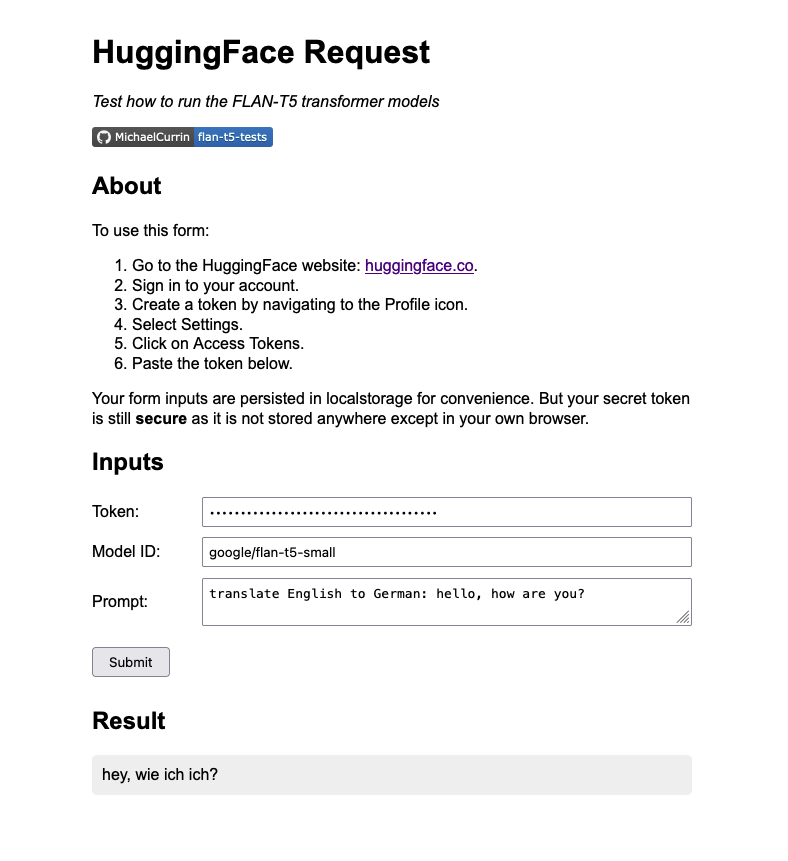 HuggingFace Request
Test how to run the FLAN-T5 transformer models
MichaelCurrin flan-t5-tests
About
To use this form:
1. Go to the HuggingFace website: huggingface.co.
2. Sign in to your account.
3. Create a token by navigating to the Profile icon.
4. Select Settings.
5. Click on Access Tokens.
6. Paste the token below.
Your form inputs are persisted in localstorage for convenience. But your secret token
is still secure as it is not stored anywhere except in your own browser.
Inputs
Token: •••••••••••••••••••••••••••••••••••••
Model ID: google/flan-t5-small
Prompt: translate English to German: hello, how are you?
Submit
Result
hey, wie ich ich?